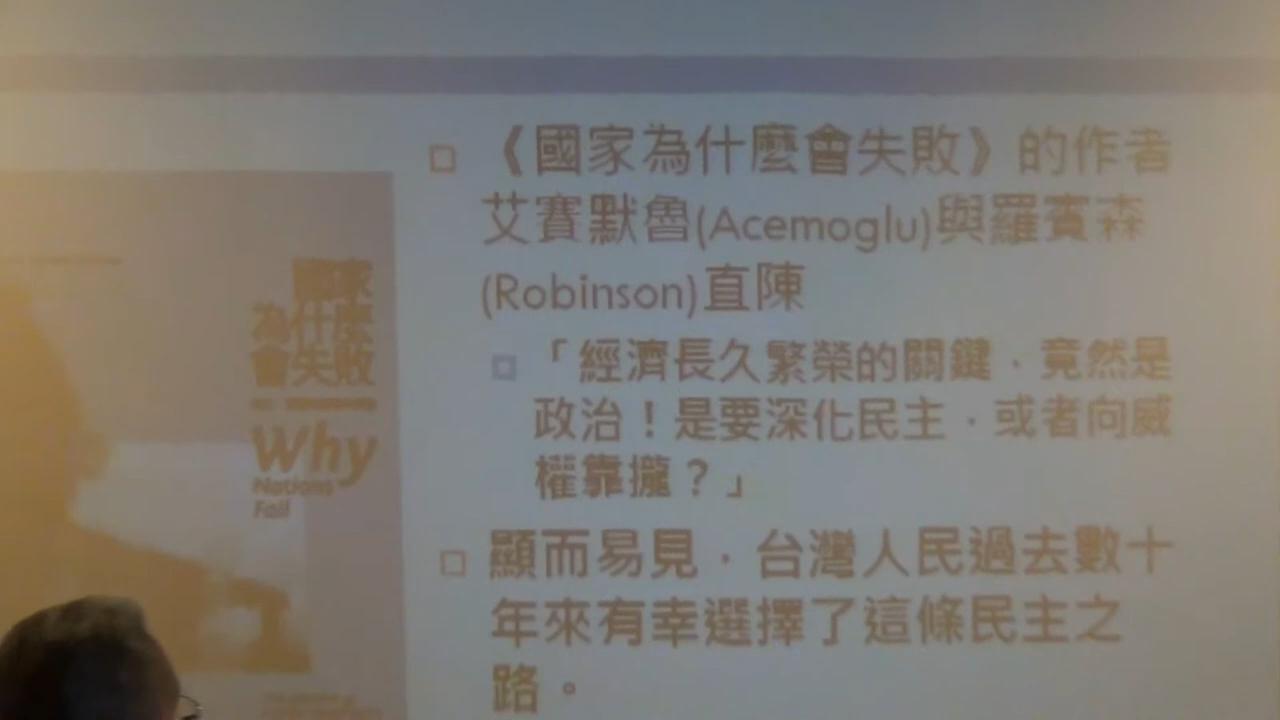 《國家為什麼會失敗》的作者
艾賽默魯(Acemoglu)與羅賓森
(Robinson)直陳
「經濟長久繁榮的關鍵，竟然是
政治！是要深化民主，或者向威
權靠攏？」
顯而易見，台灣人民過去數十
年來有幸選擇了這條民主之
路。
國家
為什麼
會失敗
Why
Nations
Fail